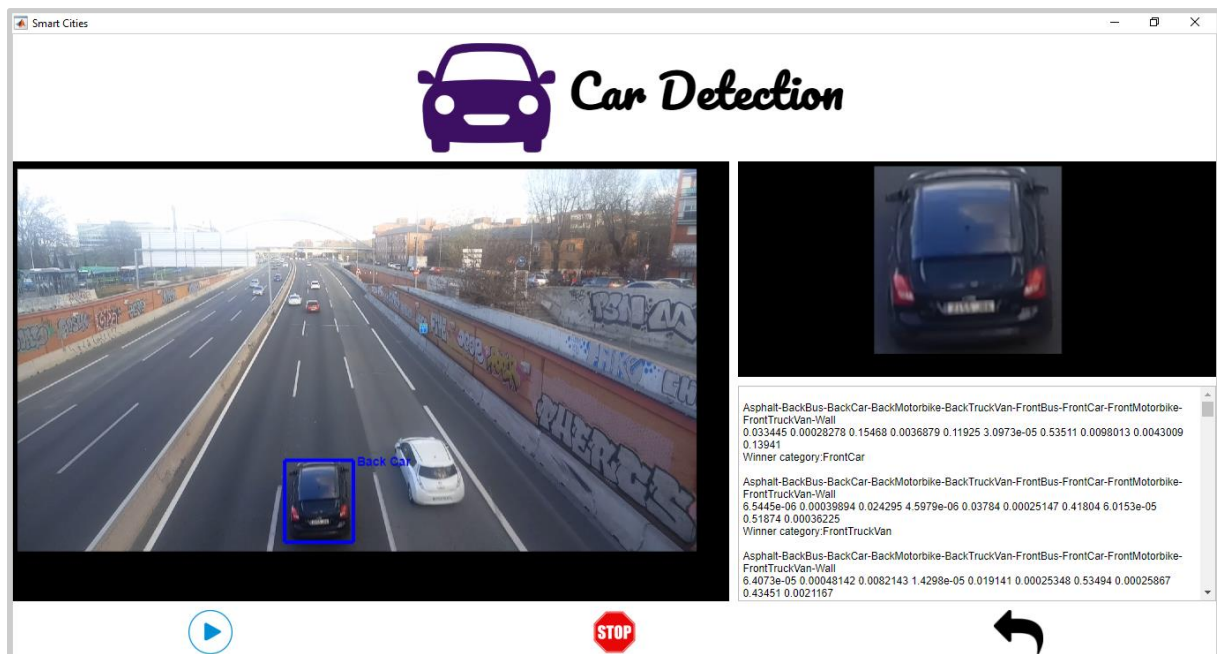 Smart Cities
Car Detection
Back Car
Asphalt-BackBus-BackCar-BackMotorbike-BackTruckVan-FrontBus-FrontCar-FrontMotorbike-
FrontTruckVan-Wall
0.033445 0.00028278 0.15468 0.0036879 0.11925 3.0973e-05 0.53511 0.0098013 0.0043009
0.13941
Winner category:FrontCar
Asphalt-BackBus-BackCar-BackMotorbike-BackTruckVan-FrontBus-FrontCar-FrontMotorbike-
FrontTruckVan-Wall
6.5445e-06 0.00039894 0.024295 4.5979e-06 0.03784 0.00025147 0.41804 6.0153e-05
0.51874 0.00036225
Winner category:FrontTruckVan
Asphalt-BackBus-BackCar-BackMotorbike-BackTruckVan-FrontBus-FrontCar-FrontMotorbike-
FrontTruckVan-Wall
6.4073e-05 0.00048142 0.0082143 1.4298e-05 0.019141 0.00025348 0.53494 0.00025867
0.43451 0.0021167
STOP